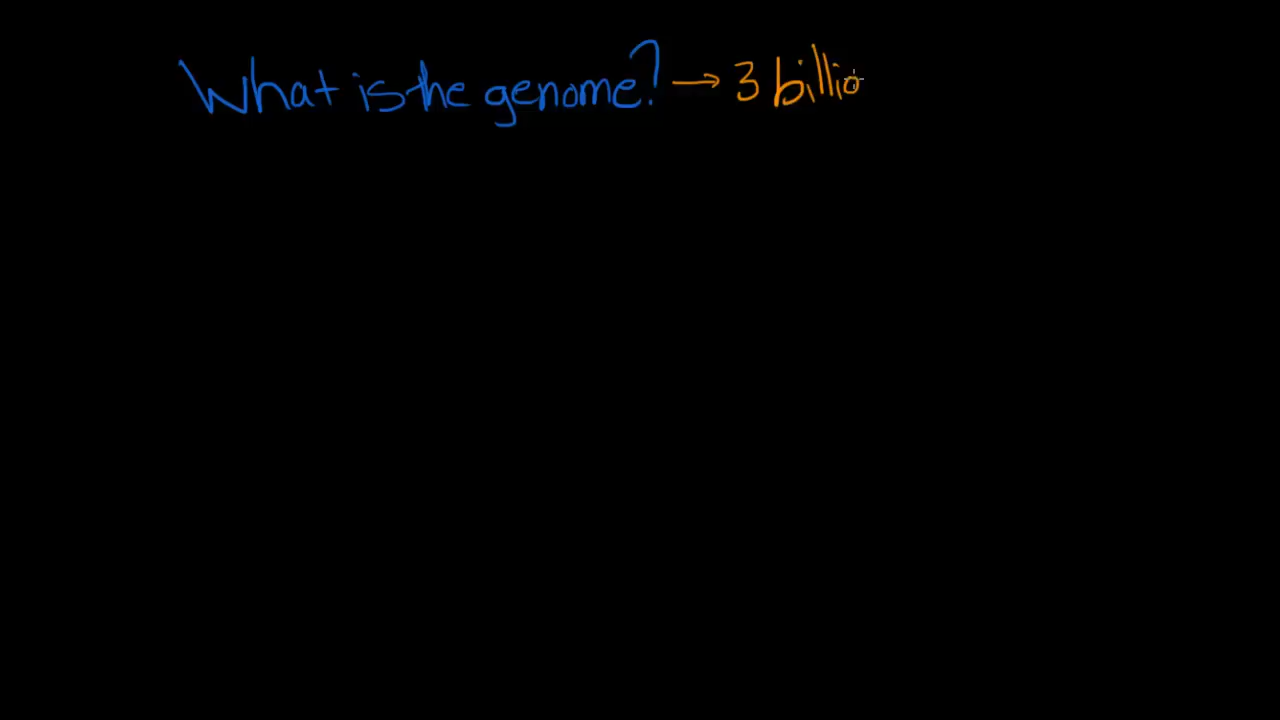 What is the genome? → 3 billio